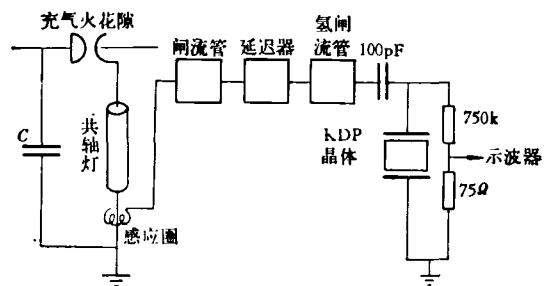 充气火花隙
闸流管
延迟器
氢闸
流管
100pF
C
共轴灯
感应圈
KDP
晶体
750k
示波器
75Ω